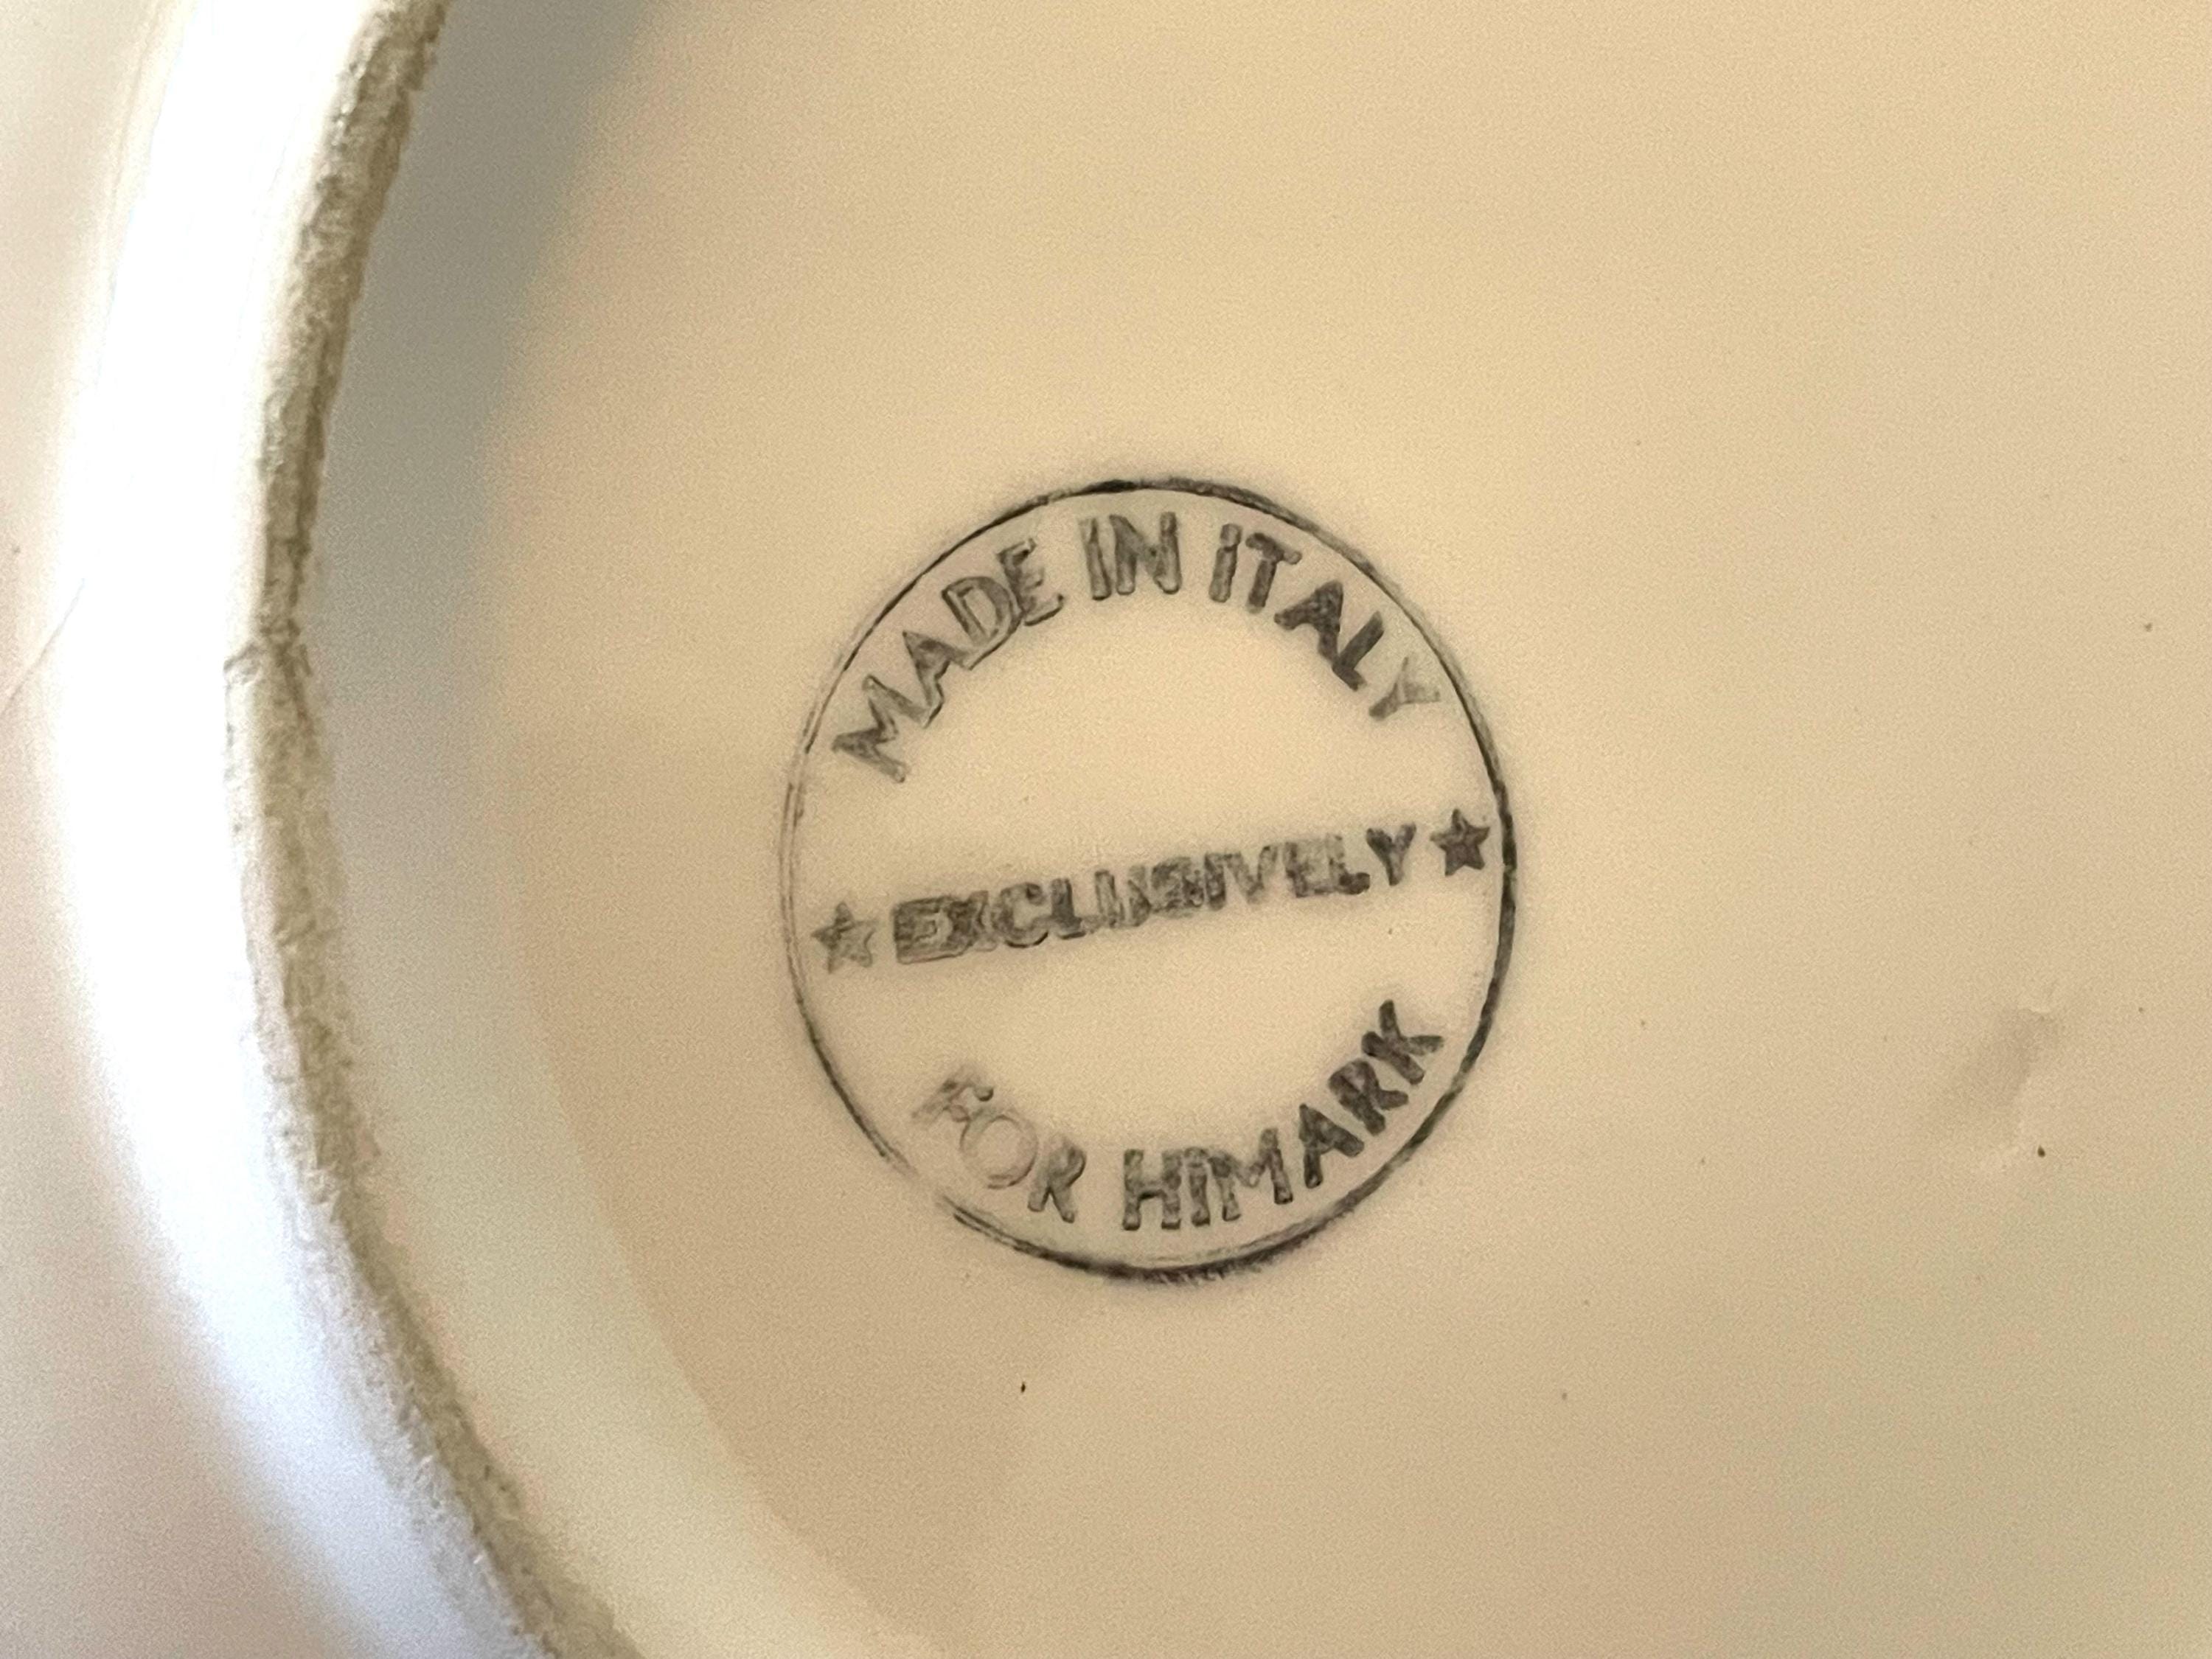 MADE IN ITALY
★ EXCLUSIVELY ★
FOR HIMARK